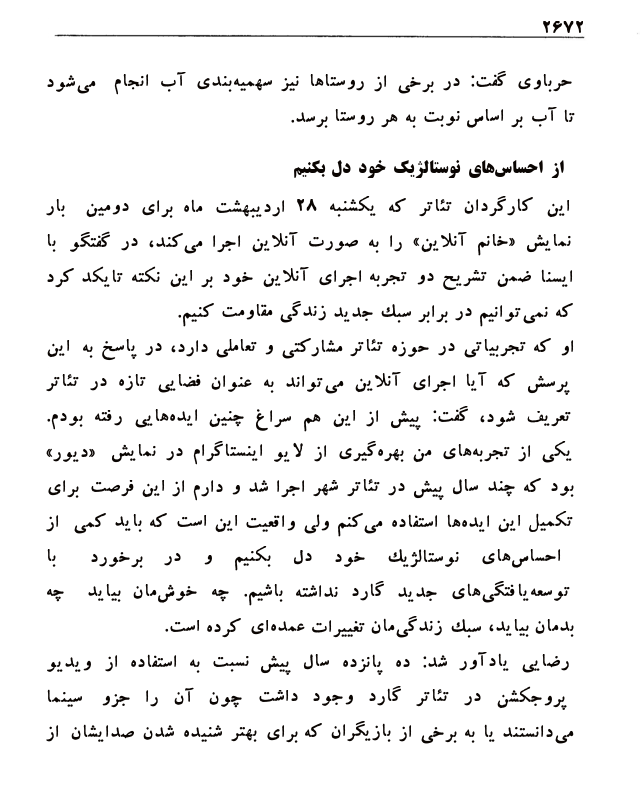 ۲۶۷۲
حرباوی گفت: در برخی از روستاها نیز سهمیه‌بندی آب انجام می‌شود
تا آب بر اساس نوبت به هر روستا برسد.
از احساس‌های نوستالژیک خود دل بکنیم
این کارگردان تئاتر که یکشنبه ۲۸ اردیبهشت ماه برای دومین بار
نمایش «خانم آنلاین» را به صورت آنلاین اجرا می‌کند، در گفتگو با
ایسنا ضمن تشریح دو تجربه اجرای آنلاین خود بر این نکته تایکد کرد
که نمی‌توانیم در برابر سبک جدید زندگی مقاومت کنیم.
او که تجربیاتی در حوزه تئاتر مشارکتی و تعاملی دارد، در پاسخ به این
پرسش که آیا اجرای آنلاین می‌تواند به عنوان فضایی تازه در تئاتر
تعریف شود، گفت: پیش از این هم سراغ چنین ایده‌هایی رفته بودم.
یکی از تجربه‌های من بهره‌گیری از لایو اینستاگرام در نمایش «دیور»
بود که چند سال پیش در تئاتر شهر اجرا شد و دارم از این فرصت برای
تکمیل این ایده‌ها استفاده می‌کنم ولی واقعیت این است که باید کمی از
احساس‌های نوستالژیك خود دل بکنیم و در برخورد با
توسعه‌یافتگی‌های جدید گارد نداشته باشیم. چه خوش‌مان بیاید چه
بدمان بیاید، سبك زندگی‌مان تغییرات عمده‌ای کرده است.
رضایی یادآور شد: ده پانزده سال پیش نسبت به استفاده از ویدیو
پروجکشن در تئاتر گارد وجود داشت چون آن را جزو سینما
می‌دانستند یا به برخی از بازیگران که برای بهتر شنیده شدن صدایشان از